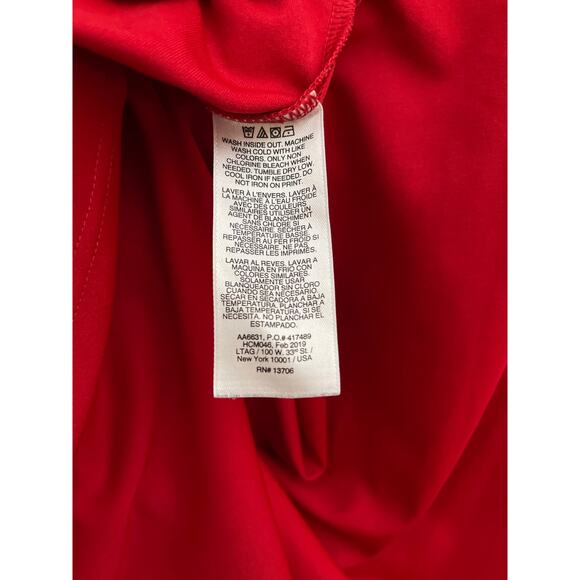 WASH INSIDE OUT. MACHINE
WASH COLD WITH LIKE
COLORS. ONLY NON
CHLORINE BLEACH WHEN
NEEDED. TUMBLE DRY LOW.
COOL IRON IF NEEDED. DO
NOT IRON ON PRINT.
LAVER À L'ENVERS. LAVER À
LA MACHINE À L'EAU FROIDE
AVEC DES COULEURS
SIMILAIRES UTILISER UN
AGENT DE BLANCHIMENT
SANS CHLORE SI
NÉCESSAIRE. SÉCHER À
TEMPÉRATURE BASSE.
REPASSER AU FER FROID SI
NÉCESSAIRE. NE PAS
REPASSER LES IMPRIMÉS.
LAVAR AL REVES. LAVAR A
MAQUINA EN FRIO CON
COLORES SIMILARES.
SOLAMENTE USAR
BLANQUEADOR SIN CLORO
CUANDO SEA NECESARIO.
SECAR EN SECADORA A BAJA
TEMPERATURA. PLANCHAR A
BAJA TEMPERATURA, SI SE
NECESITA. NO PLANCHAR EL
ESTAMPADO.
AA6631, P.O.# 417489
HCM046, Feb 2019
LTAG / 100 W. 33rd St. /
New York 10001 / USA
RN# 13706